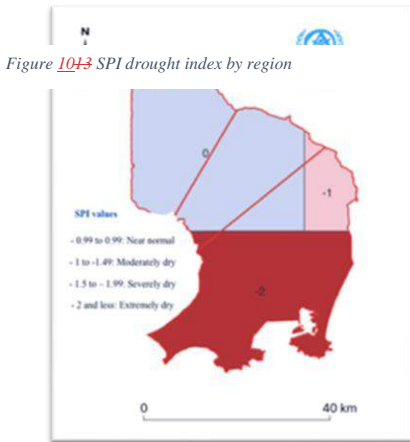 N
Figure 1013 SPI drought index by region
0
-1
SPI values
- 0.99 to 0.99: Near normal
- 1 to -1.49: Moderately dry
- 1.5 to – 1.99: Severely dry
- 2 and less: Extremely dry
-2
0 40 km